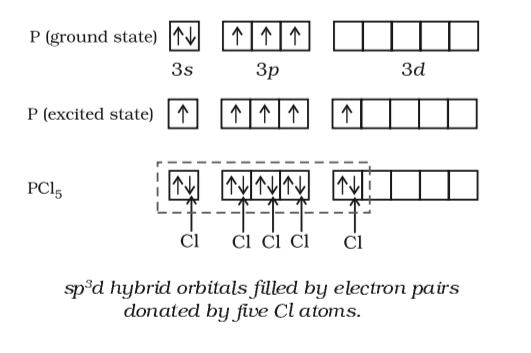 P (ground state)
3s 3p 3d
P (excited state)
PCl₅
Cl Cl Cl Cl Cl
sp³d hybrid orbitals filled by electron pairs
donated by five Cl atoms.